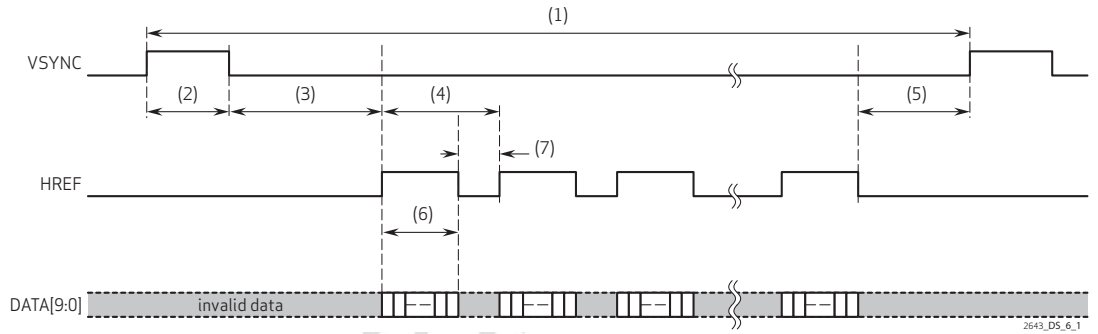 (1)
VSYNC
(2) (3) (4) (5)
(7)
HREF
(6)
DATA[9:0] invalid data
2643_DS_6_1